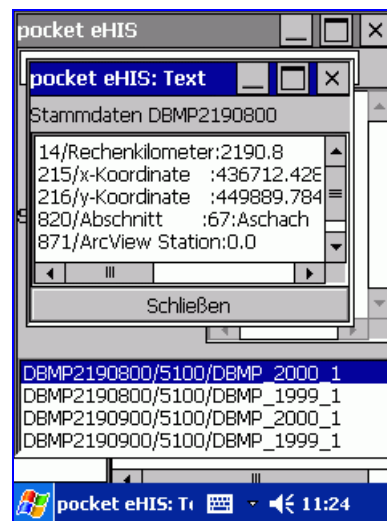 pocket eHIS
pocket eHIS: Text
Stammdaten DBMP2190800
14/Rechenkilometer:2190.8
215/x-Koordinate :436712.428
216/y-Koordinate :449889.784
820/Abschnitt :67:Aschach
871/ArcView Station:0.0
Schließen
DBMP2190800/5100/DBMP_2000_1
DBMP2190800/5100/DBMP_1999_1
DBMP2190900/5100/DBMP_2000_1
DBMP2190900/5100/DBMP_1999_1
pocket eHIS: Te 11:24